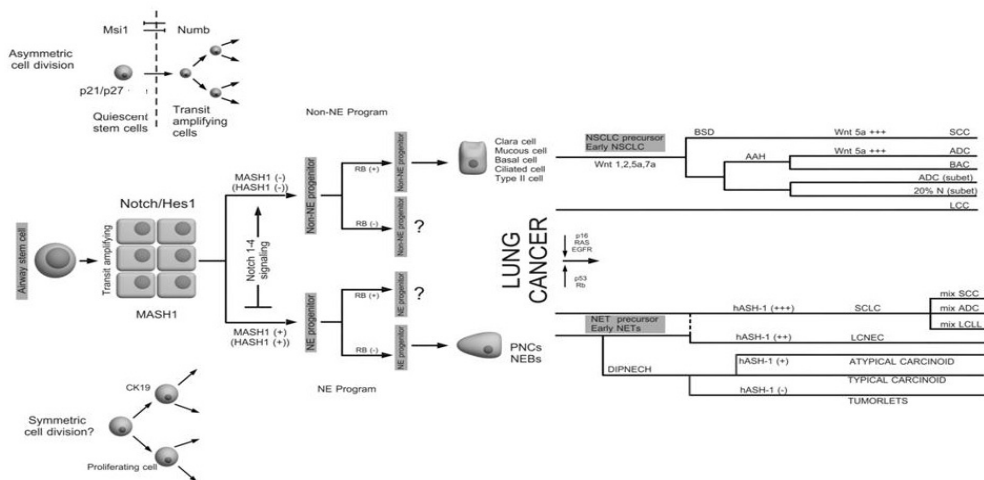 Msi1
Numb
Asymmetric
cell division
p21/p27
Quiescent
stem cells
Transit
amplifying
cells
Non-NE Program
Airway stem cell
Notch/Hes1
Transit amplifying
MASH1
MASH1 (-)
(HASH1 (-))
Notch 1-4
signaling
MASH1 (+)
(HASH1 (+))
Non-NE progenitor
RB (+)
RB (-)
Non-NE progenitor
Non-NE progenitor
?
NE progenitor
RB (+)
RB (-)
NE progenitor
NE progenitor
?
NE Program
Clara cell
Mucous cell
Basal cell
Ciliated cell
Type II cell
PNCs
NEBs
LUNG
CANCER
p16
RAS
EGFR
p53
Rb
NSCLC precursor
Early NSCLC
Wnt 1,2,5a,7a
BSD
Wnt 5a +++
SCC
AAH
Wnt 5a +++
ADC
BAC
ADC (subet)
20% N (subet)
LCC
NET precursor
Early NETs
hASH-1 (+++)
SCLC
mix SCC
mix ADC
mix LCLL
hASH-1 (++)
LCNEC
DIPNECH
hASH-1 (+)
ATYPICAL CARCINOID
TYPICAL CARCINOID
hASH-1 (-)
TUMORLETS
CK19
Symmetric
cell division?
Proliferating cell